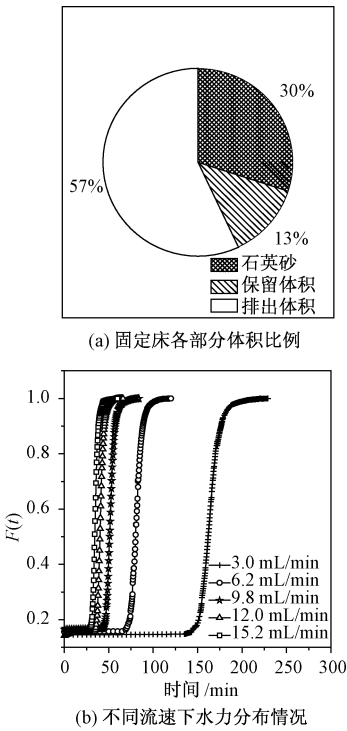 30%
57%
13%
石英砂
保留体积
排出体积
(a) 固定床各部分体积比例
1.0
0.8
0.6
0.4
0.2
F(t)
3.0 mL/min
6.2 mL/min
9.8 mL/min
12.0 mL/min
15.2 mL/min
0 50 100 150 200 250 300
时间 /min
(b) 不同流速下水力分布情况